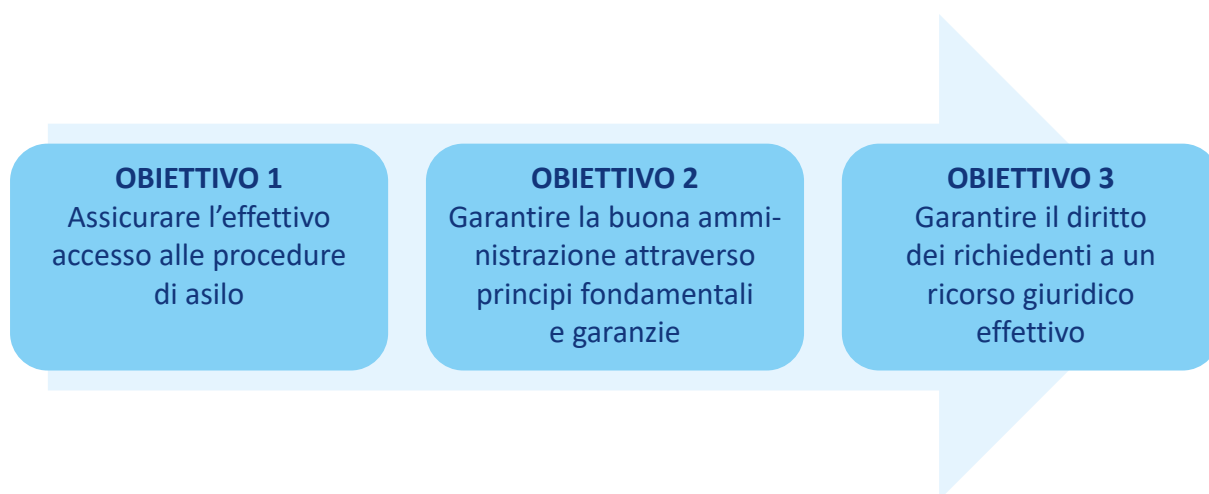 OBIETTIVO 1
Assicurare l’effettivo
accesso alle procedure
di asilo
OBIETTIVO 2
Garantire la buona ammi-
nistrazione attraverso
principi fondamentali
e garanzie
OBIETTIVO 3
Garantire il diritto
dei richiedenti a un
ricorso giuridico
effettivo